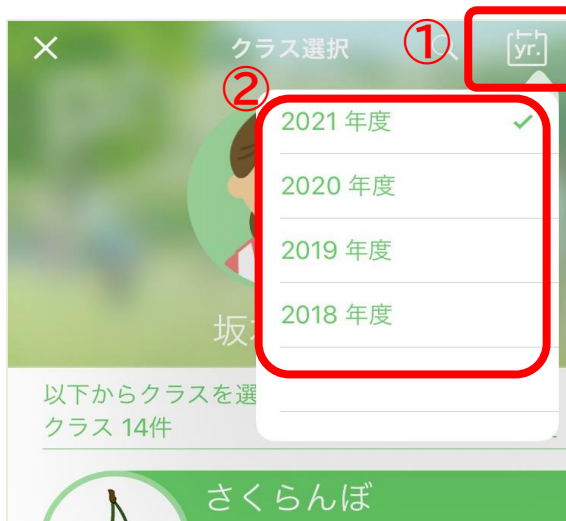 クラス選択
①
yr.
②
2021 年度
2020 年度
2019 年度
2018 年度
坂
以下からクラスを選
クラス 14件
さくらんぼ